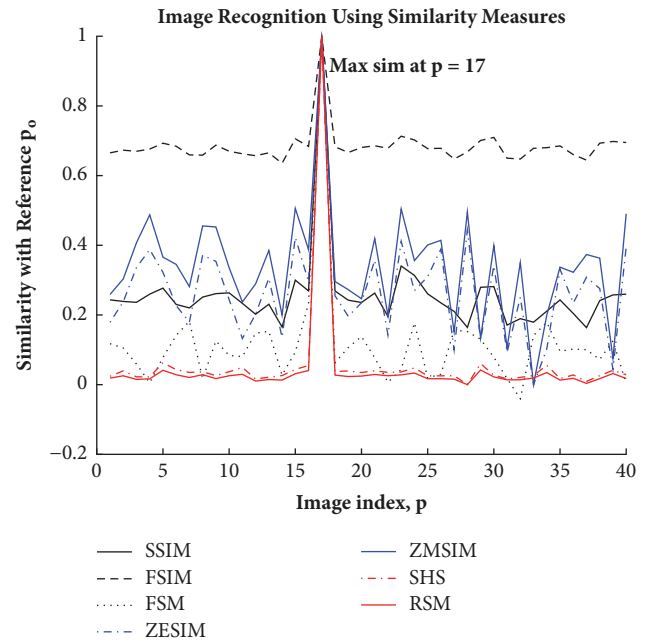 Image Recognition Using Similarity Measures
1
Max sim at p = 17
0.8
0.6
0.4
0.2
0
−0.2
Similarity with Reference pₒ
0 5 10 15 20 25 30 35 40
Image index, p
SSIM
FSIM
FSM
ZESIM
ZMSIM
SHS
RSM